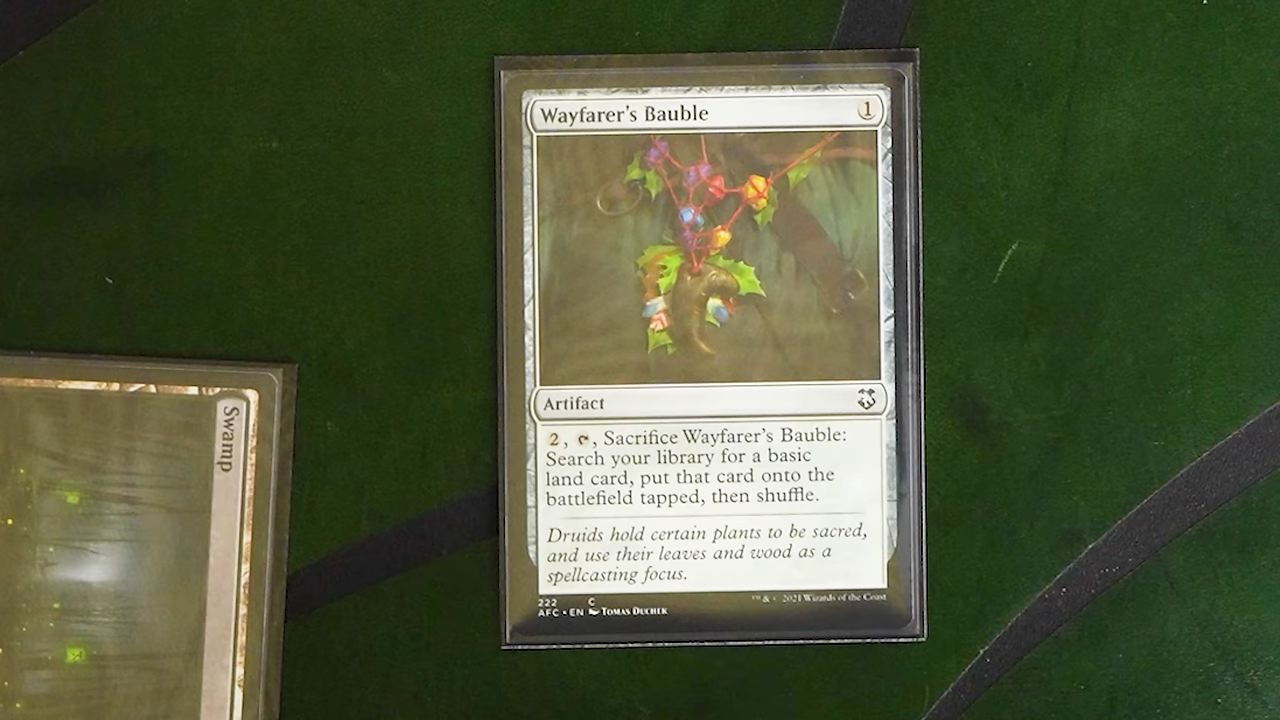 Wayfarer's Bauble 1
Artifact
2, , Sacrifice Wayfarer's Bauble:
Search your library for a basic
land card, put that card onto the
battlefield tapped, then shuffle.
Druids hold certain plants to be sacred,
and use their leaves and wood as a
spellcasting focus.
222 C
AFC • EN Tomas Duchek
™ & © 2021 Wizards of the Coast
Swamp